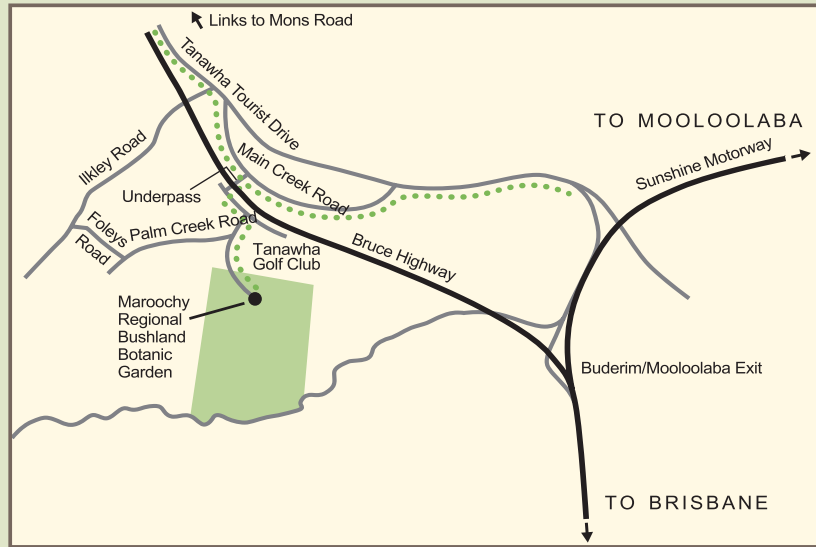 Links to Mons Road
Tanawha Tourist Drive
TO MOOLOOLABA
Sunshine Motorway
Ilkley Road
Main Creek Road
Underpass
Foleys
Road
Palm Creek Road
Tanawha
Golf Club
Bruce Highway
Maroochy
Regional
Bushland
Botanic
Garden
Buderim/Mooloolaba Exit
TO BRISBANE